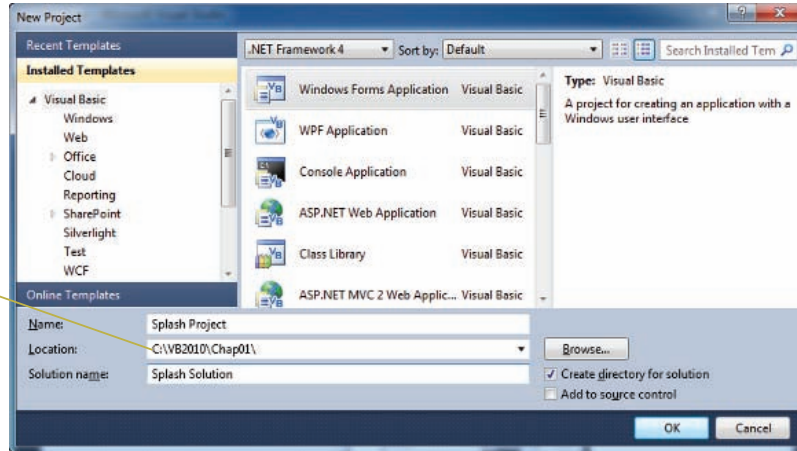 New Project
Recent Templates
.NET Framework 4
Sort by: Default
Search Installed Tem
Installed Templates
Visual Basic
Windows
Web
Office
Cloud
Reporting
SharePoint
Silverlight
Test
WCF
Online Templates
Windows Forms Application Visual Basic
WPF Application Visual Basic
Console Application Visual Basic
ASP.NET Web Application Visual Basic
Class Library Visual Basic
ASP.NET MVC 2 Web Applic... Visual Basic
Type: Visual Basic
A project for creating an application with a
Windows user interface
Name: Splash Project
Location: C:\VB2010\Chap01\
Browse...
Solution name: Splash Solution
Create directory for solution
Add to source control
OK Cancel